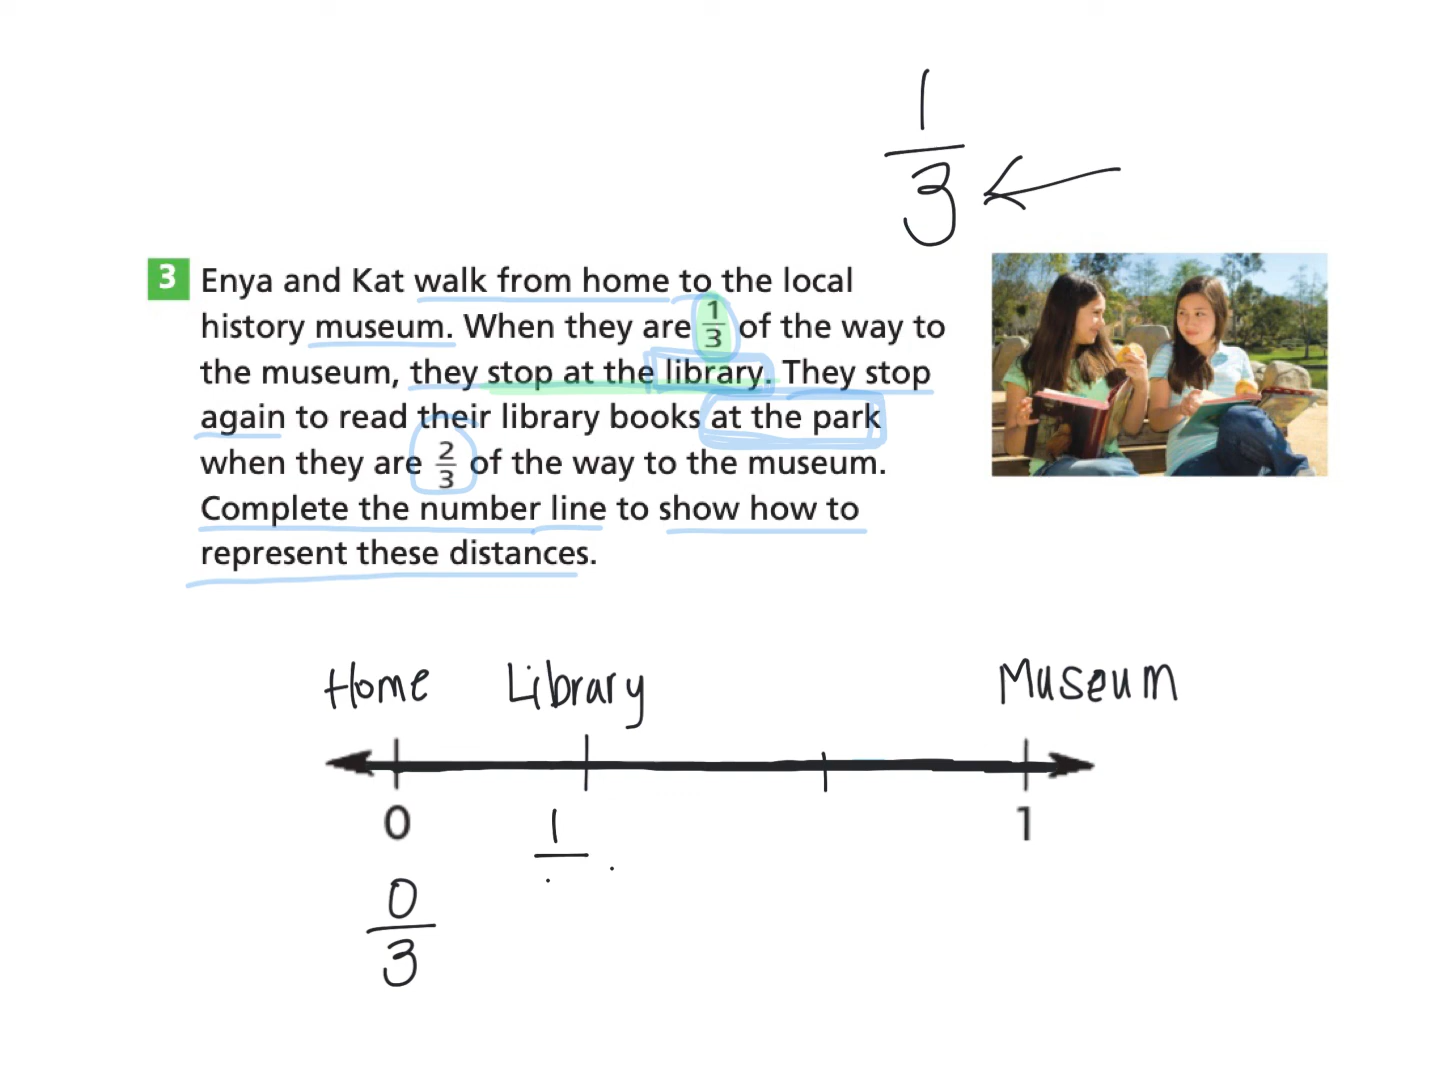 1
3
3 Enya and Kat walk from home to the local
history museum. When they are 1/3 of the way to
the museum, they stop at the library. They stop
again to read their library books at the park
when they are 2/3 of the way to the museum.
Complete the number line to show how to
represent these distances.
Home Library Museum
0 1
1
0
3